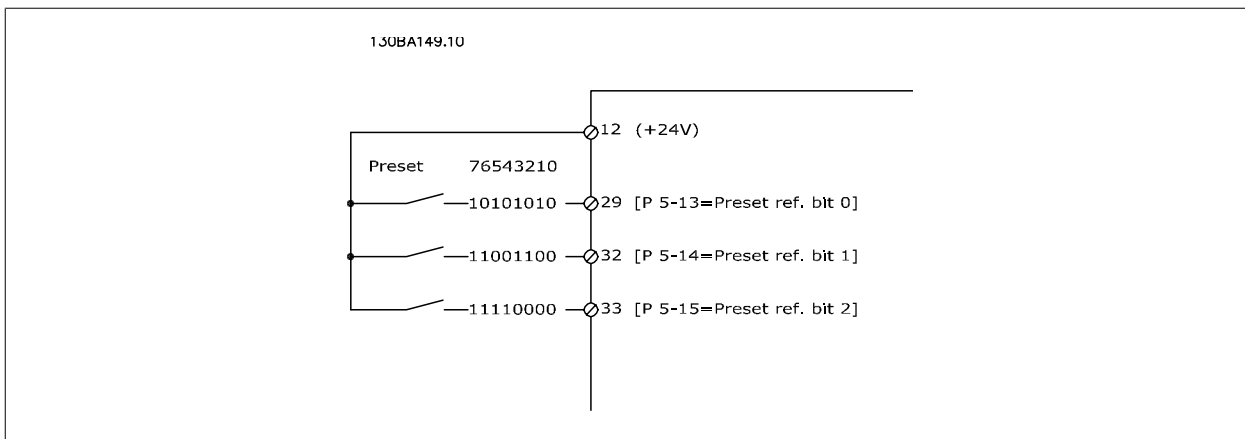 130BA149.10
12 (+24V)
Preset 76543210
10101010 29 [P 5-13=Preset ref. bit 0]
11001100 32 [P 5-14=Preset ref. bit 1]
11110000 33 [P 5-15=Preset ref. bit 2]